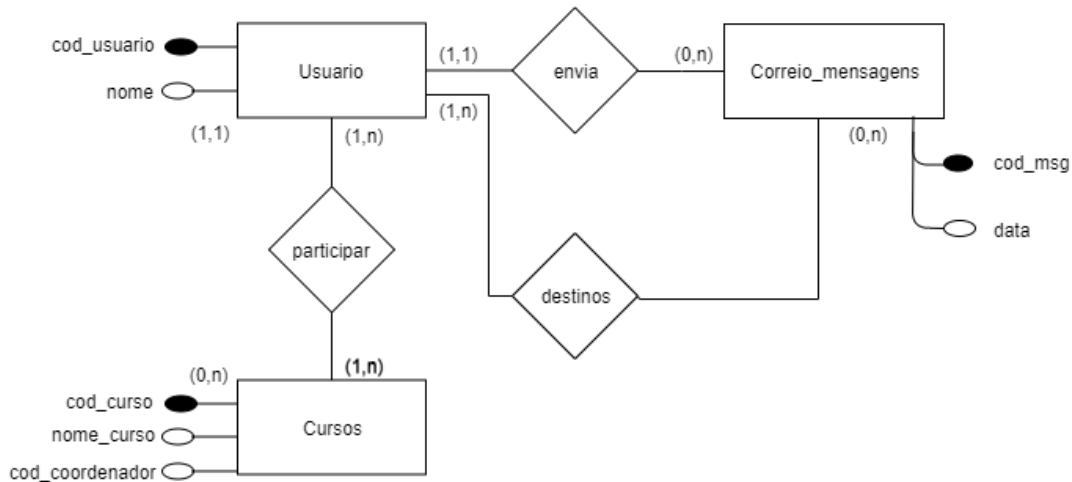 cod_usuario
nome
Usuario
(1,1)
envia
(0,n)
Correio_mensagens
(1,n)
(1,1)
(1,n)
(0,n)
cod_msg
data
participar
destinos
(0,n)
(1,n)
cod_curso
nome_curso
cod_coordenador
Cursos